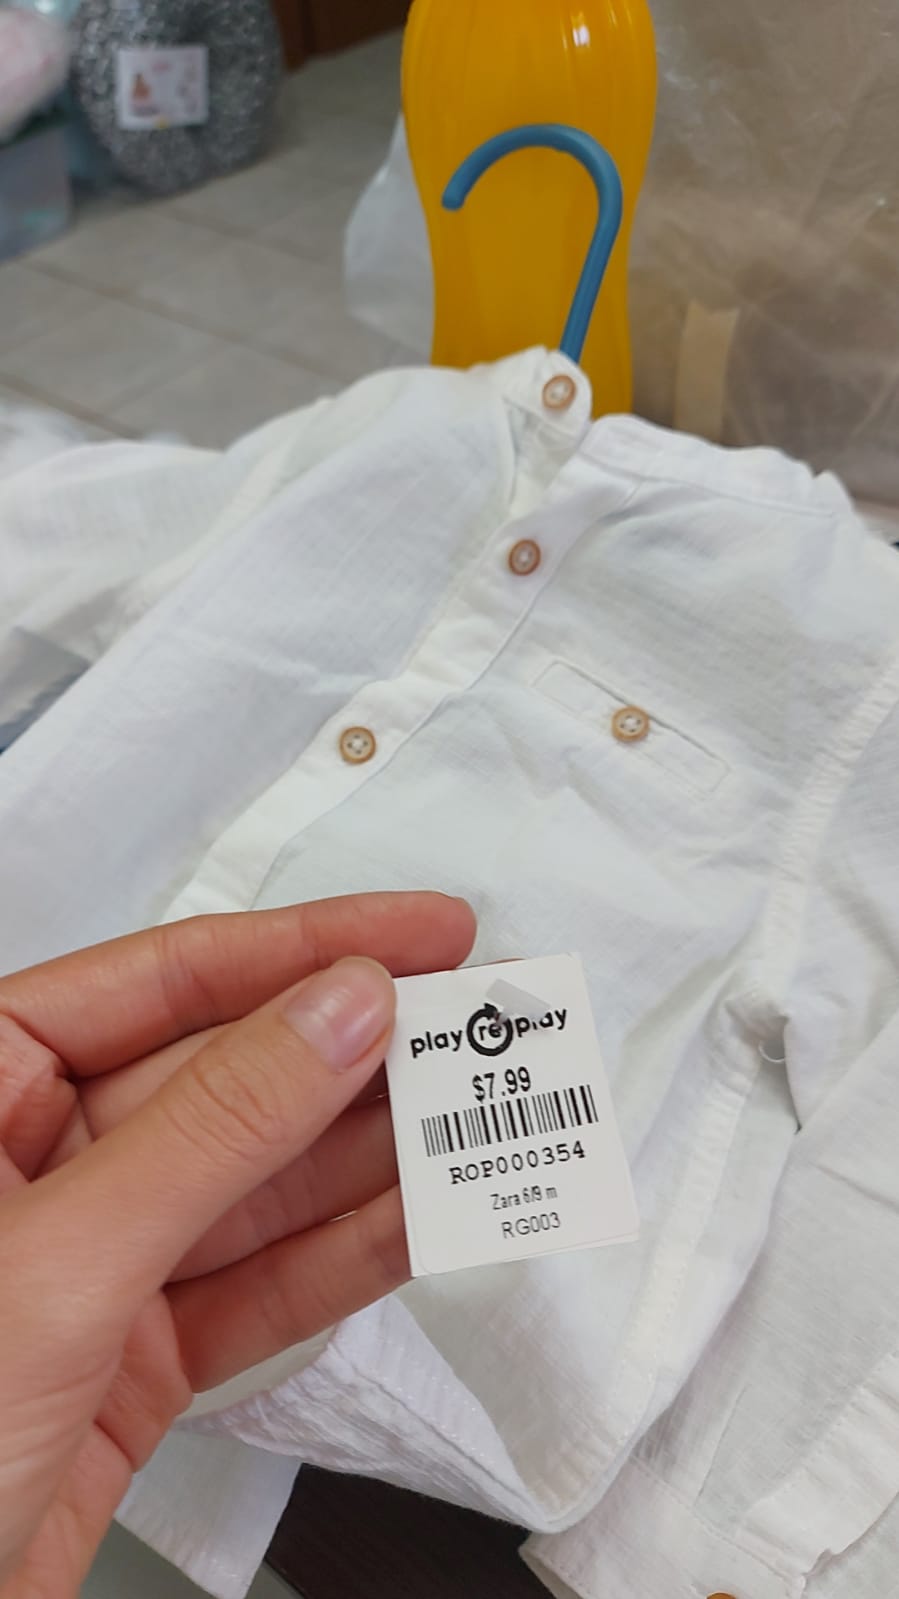 play re play
$7.99
ROP000354
Zara 6/9 m
RG003